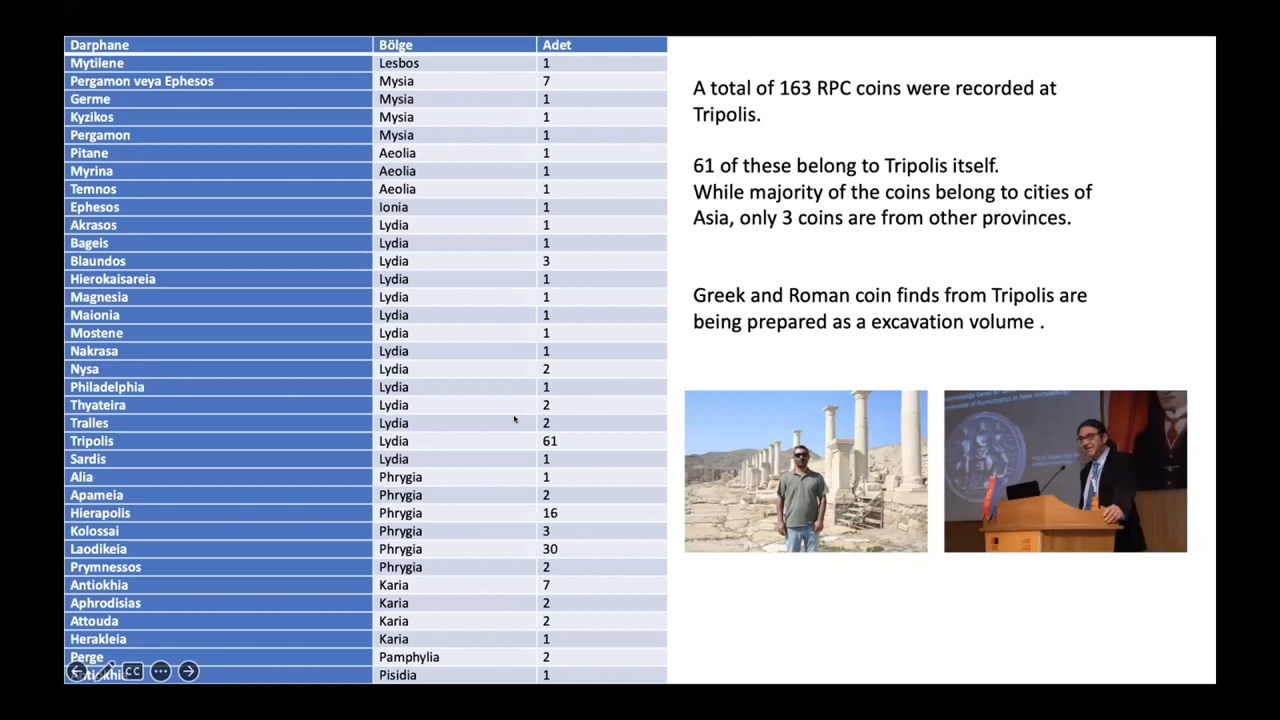 Darphane Bölge Adet
Mytilene Lesbos 1
Pergamon veya Ephesos Mysia 7
Germe Mysia 1
Kyzikos Mysia 1
Pergamon Mysia 1
Pitane Aeolia 1
Myrina Aeolia 1
Temnos Aeolia 1
Ephesos Ionia 1
Akrasos Lydia 1
Bageis Lydia 1
Blaundos Lydia 3
Hierokaisareia Lydia 1
Magnesia Lydia 1
Maionia Lydia 1
Mostene Lydia 1
Nakrasa Lydia 1
Nysa Lydia 2
Philadelphia Lydia 1
Thyateira Lydia 2
Tralles Lydia 2
Tripolis Lydia 61
Sardis Lydia 1
Alia Phrygia 1
Apameia Phrygia 2
Hierapolis Phrygia 16
Kolossai Phrygia 3
Laodikeia Phrygia 30
Prymnessos Phrygia 2
Antiokhia Karia 7
Aphrodisias Karia 2
Attouda Karia 2
Herakleia Karia 1
Perge Pamphylia 2
Pisidia 1
CC
A total of 163 RPC coins were recorded at
Tripolis.
61 of these belong to Tripolis itself.
While majority of the coins belong to cities of
Asia, only 3 coins are from other provinces.
Greek and Roman coin finds from Tripolis are
being prepared as a excavation volume .